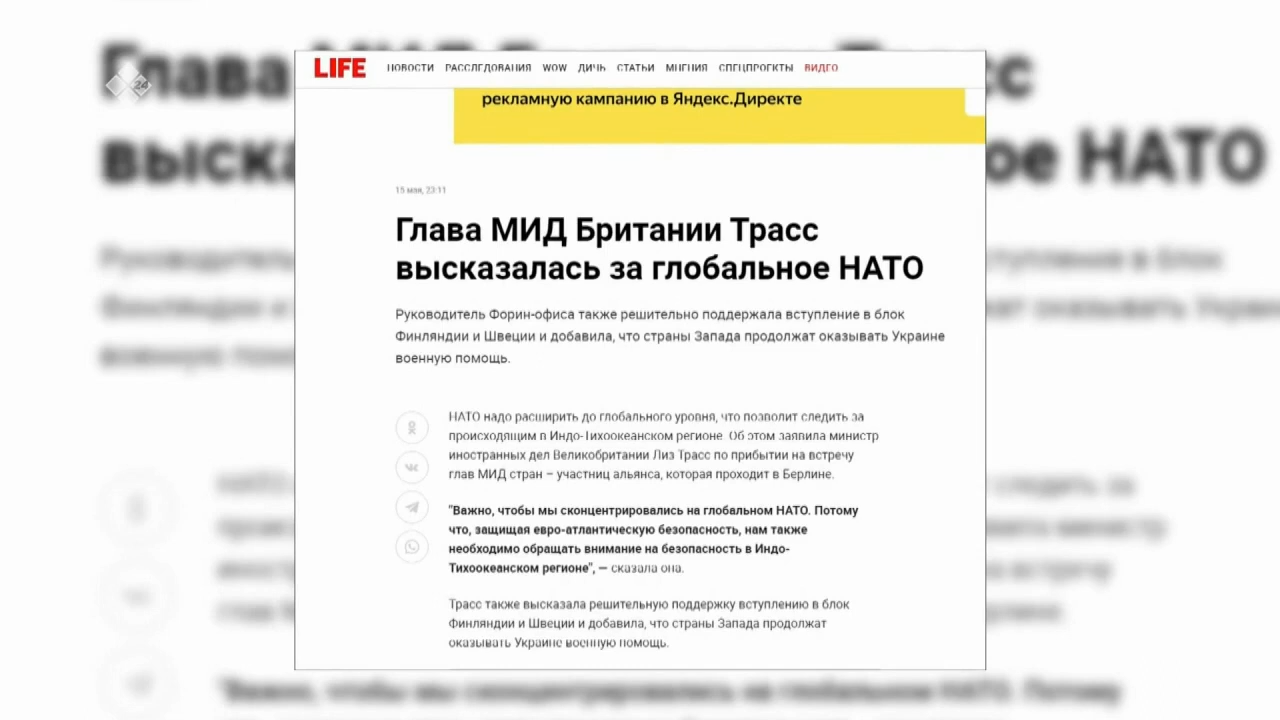 LIFE НОВОСТИ РАССЛЕДОВАНИЯ WOW ДИЧЬ СТАТЬИ МНЕНИЯ СПЕЦПРОЕКТЫ ВИДЕО
рекламную кампанию в Яндекс.Директе
24
15 мая, 23:11
Глава МИД Британии Трасс
высказалась за глобальное НАТО
Руководитель Форин-офиса также решительно поддержала вступление в блок
Финляндии и Швеции и добавила, что страны Запада продолжат оказывать Украине
военную помощь.
НАТО надо расширить до глобального уровня, что позволит следить за
происходящим в Индо-Тихоокеанском регионе. Об этом заявила министр
иностранных дел Великобритании Лиз Трасс по прибытии на встречу
глав МИД стран – участниц альянса, которая проходит в Берлине.
"Важно, чтобы мы сконцентрировались на глобальном НАТО. Потому
что, защищая евро-атлантическую безопасность, нам также
необходимо обращать внимание на безопасность в Индо-
Тихоокеанском регионе", — сказала она.
Трасс также высказала решительную поддержку вступлению в блок
Финляндии и Швеции и добавила, что страны Запада продолжат
оказывать Украине военную помощь.